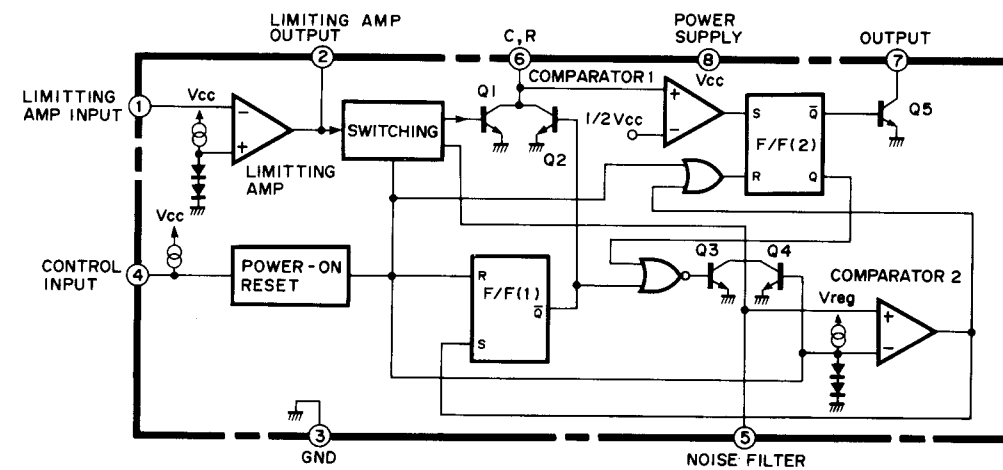 LIMITING AMP
OUTPUT
2
C,R
6
POWER
SUPPLY
8
Vcc
OUTPUT
7
1
LIMITTING
AMP INPUT
Vcc
-
+
LIMITTING
AMP
SWITCHING
Q1
Q2
COMPARATOR 1
+
-
1/2 Vcc
S
Q̅
F/F(2)
R
Q
Q5
Vcc
CONTROL
INPUT
4
POWER-ON
RESET
R
F/F(1)
Q̅
S
Q3
Q4
COMPARATOR 2
Vreg
+
-
3
GND
5
NOISE FILTER